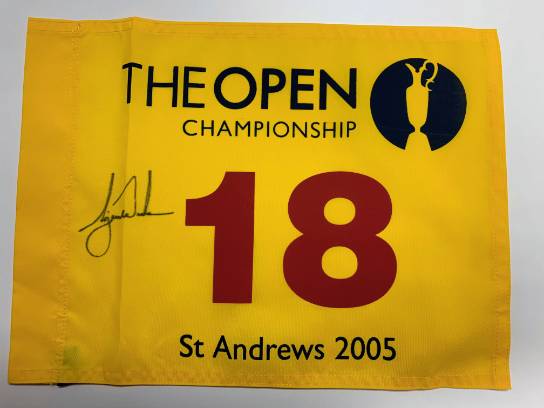 THE OPEN
CHAMPIONSHIP
18
St Andrews 2005